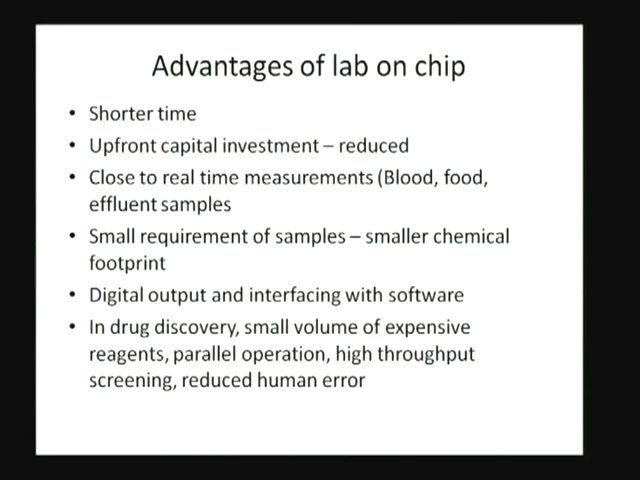 Advantages of lab on chip
• Shorter time
• Upfront capital investment – reduced
• Close to real time measurements (Blood, food,
effluent samples
• Small requirement of samples – smaller chemical
footprint
• Digital output and interfacing with software
• In drug discovery, small volume of expensive
reagents, parallel operation, high throughput
screening, reduced human error